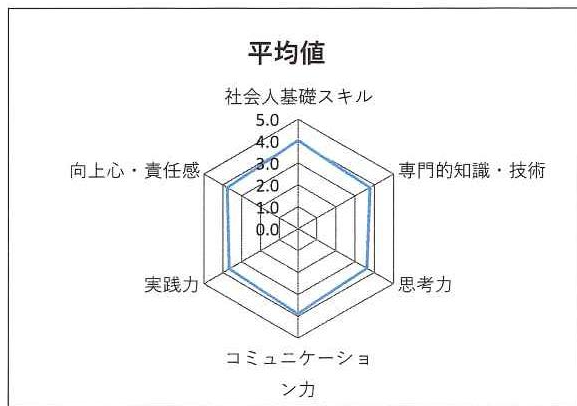 平均値
社会人基礎スキル
5.0
4.0
3.0
2.0
1.0
0.0
専門的知識・技術
思考力
コミュニケーショ
ン力
実践力
向上心・責任感